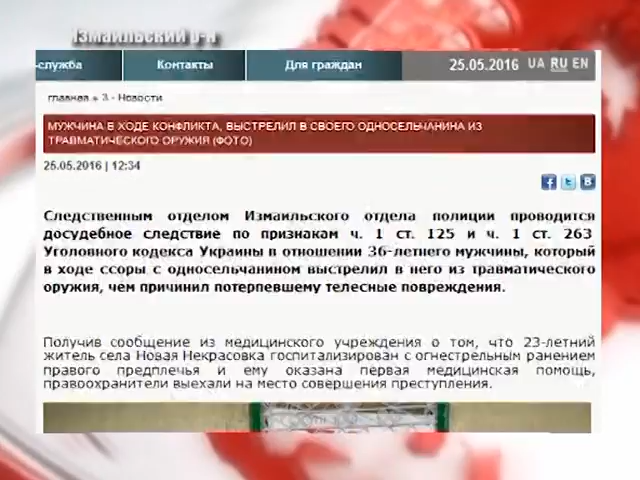 Измаильский р-н
-служба
Контакты
Для граждан
25.05.2016
UA RU EN
главная » 3 - Новости
МУЖЧИНА В ХОДЕ КОНФЛИКТА, ВЫСТРЕЛИЛ В СВОЕГО ОДНОСЕЛЬЧАНИНА ИЗ
ТРАВМАТИЧЕСКОГО ОРУЖИЯ (ФОТО)
25.05.2016 | 12:34
Следственным отделом Измаильского отдела полиции проводится
досудебное следствие по признакам ч. 1 ст. 125 и ч. 1 ст. 263
Уголовного кодекса Украины в отношении 36-летнего мужчины, который
в ходе ссоры с односельчанином выстрелил в него из травматического
оружия, чем причинил потерпевшему телесные повреждения.
Получив сообщение из медицинского учреждения о том, что 23-летний
житель села Новая Некрасовка госпитализирован с огнестрельным ранением
правого предплечья и ему оказана первая медицинская помощь,
правоохранители выехали на место совершения преступления.